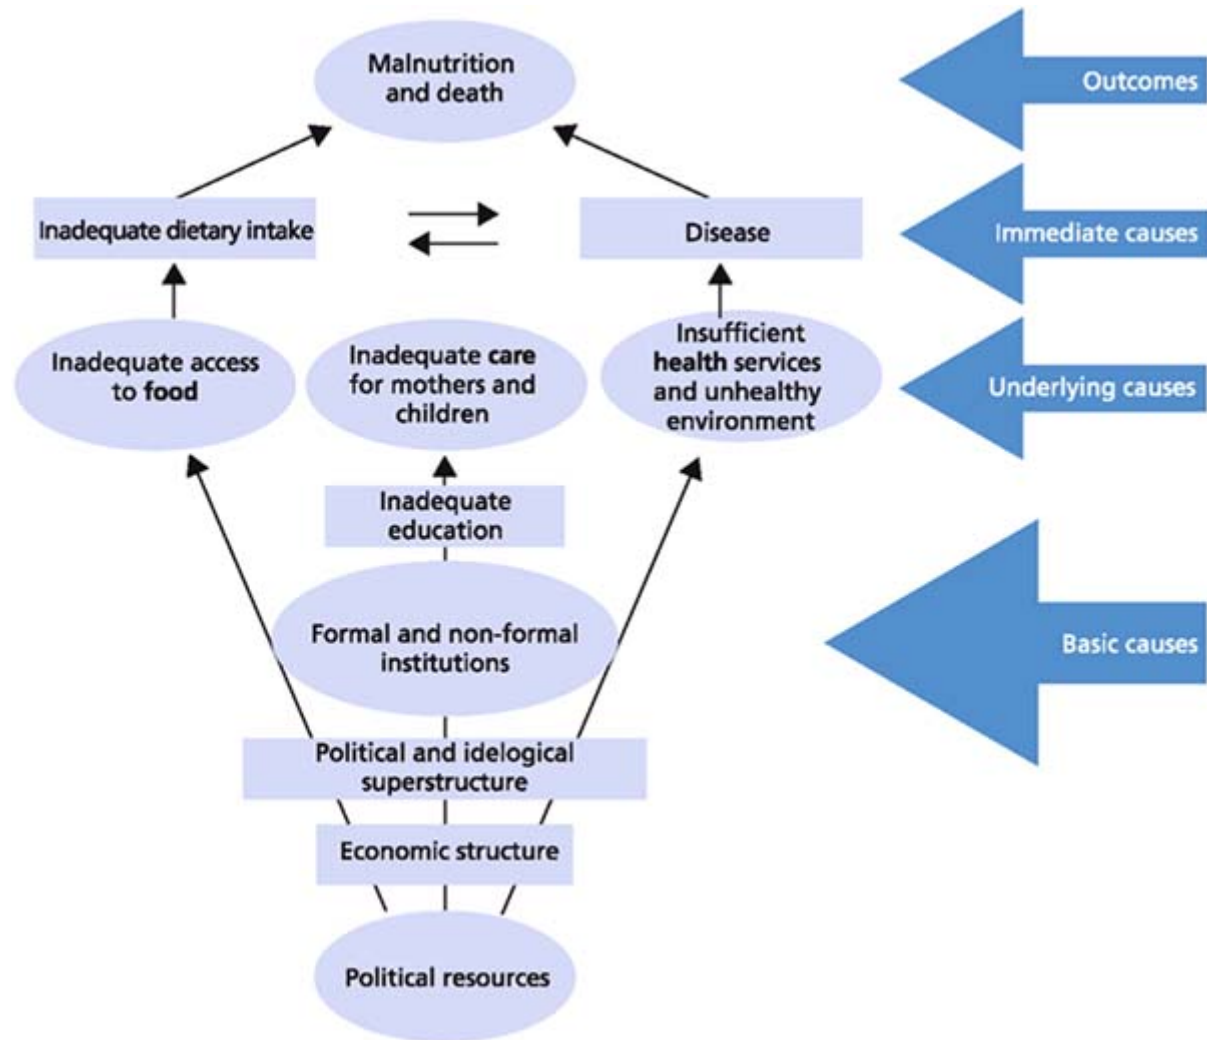 Malnutrition
and death
Outcomes
Inadequate dietary intake
Disease
Immediate causes
Inadequate access
to food
Inadequate care
for mothers and
children
Insufficient
health services
and unhealthy
environment
Underlying causes
Inadequate
education
Formal and non-formal
institutions
Basic causes
Political and idelogical
superstructure
Economic structure
Political resources